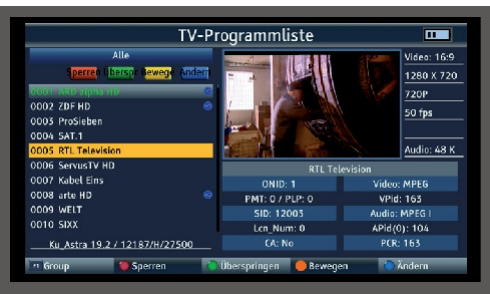 TV-Programmliste
Alle
Sperren Überspr Bewege Ändern
0001 ARD alpha HD
0002 ZDF HD
0003 ProSieben
0004 SAT.1
0005 RTL Television
0006 ServusTV HD
0007 Kabel Eins
0008 arte HD
0009 WELT
0010 SIXX
Ku_Astra 19.2 / 12187/H/27500
Video: 16:9
1280 X 720
720P
50 fps
Audio: 48 K
RTL Television
ONID: 1
Video: MPEG
PMT: 0 / PLP: 0
VPid: 163
SID: 12003
Audio: MPEG I
Lcn_Num: 0
APid(0): 104
CA: No
PCR: 163
Group
Sperren
Überspringen
Bewegen
Ändern